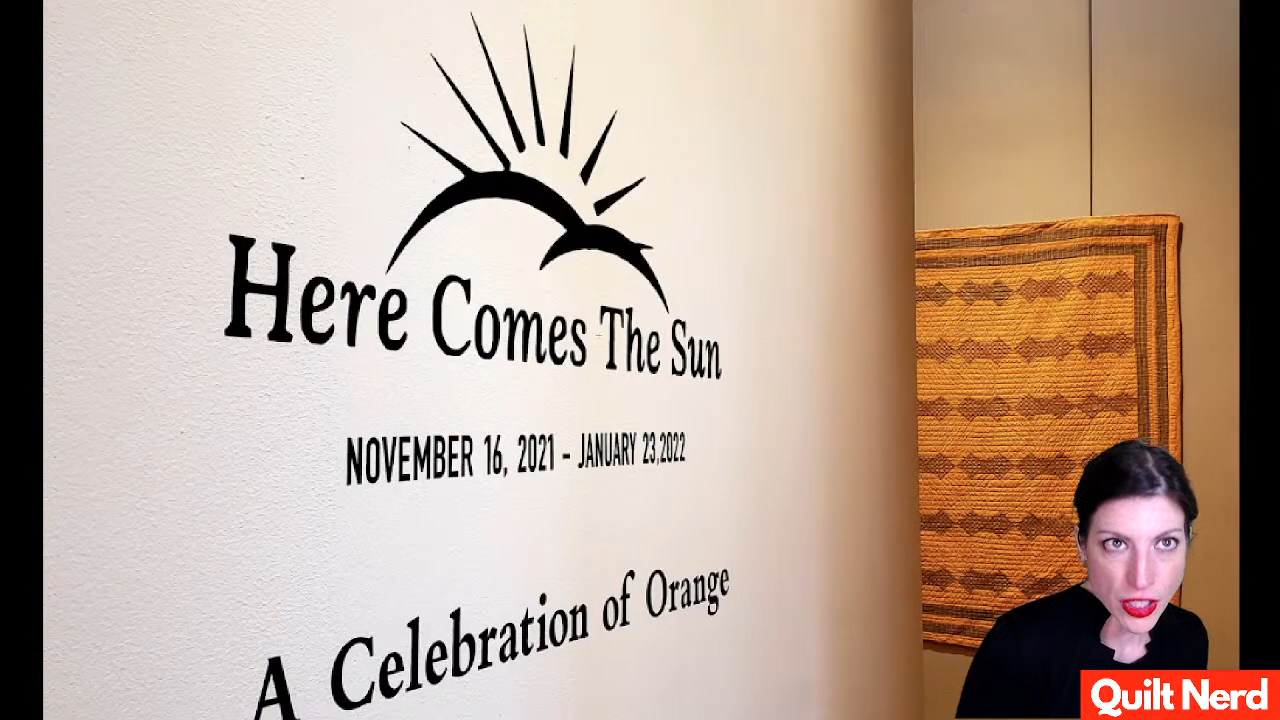 Here Comes The Sun
NOVEMBER 16, 2021 - JANUARY 23,2022
A Celebration of Orange
Quilt Nerd